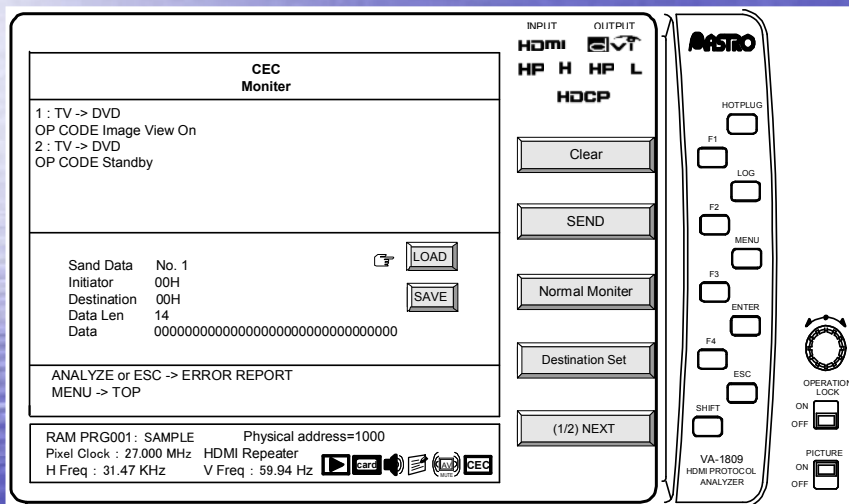 CEC
Moniter
1 : TV -> DVD
OP CODE Image View On
2 : TV -> DVD
OP CODE Standby
Sand Data No. 1
Initiator 00H
Destination 00H
Data Len 14
Data 00000000000000000000000000000000
LOAD
SAVE
ANALYZE or ESC -> ERROR REPORT
MENU -> TOP
RAM PRG001: SAMPLE Physical address=1000
Pixel Clock : 27.000 MHz HDMI Repeater
H Freq : 31.47 KHz V Freq : 59.94 Hz
card
AV
MUTE
CEC
INPUT OUTPUT
HDMI DVI
HP H HP L
HDCP
Clear
SEND
Normal Moniter
Destination Set
(1/2) NEXT
ASTRO
HOTPLUG
F1
LOG
F2
MENU
F3
ENTER
F4
ESC
SHIFT
VA-1809
HDMI PROTOCOL
ANALYZER
OPERATION
LOCK
ON
OFF
PICTURE
ON
OFF